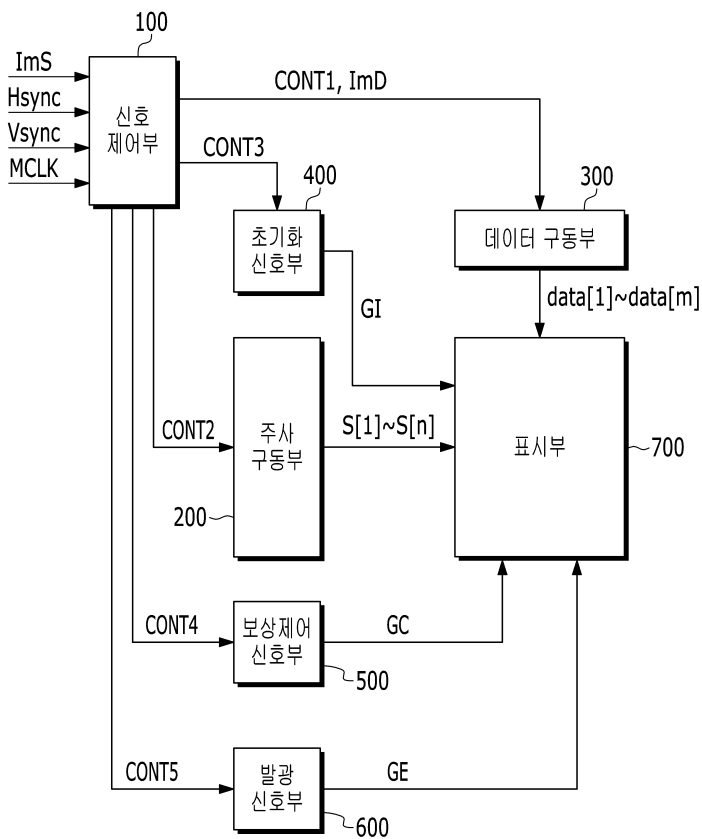 100
ImS
Hsync
Vsync
MCLK
신호
제어부
CONT1, ImD
CONT3
400
300
초기화
신호부
데이터 구동부
GI
data[1]~data[m]
CONT2
주사
구동부
S[1]~S[n]
표시부
700
200
CONT4
보상제어
신호부
GC
500
CONT5
발광
신호부
GE
600